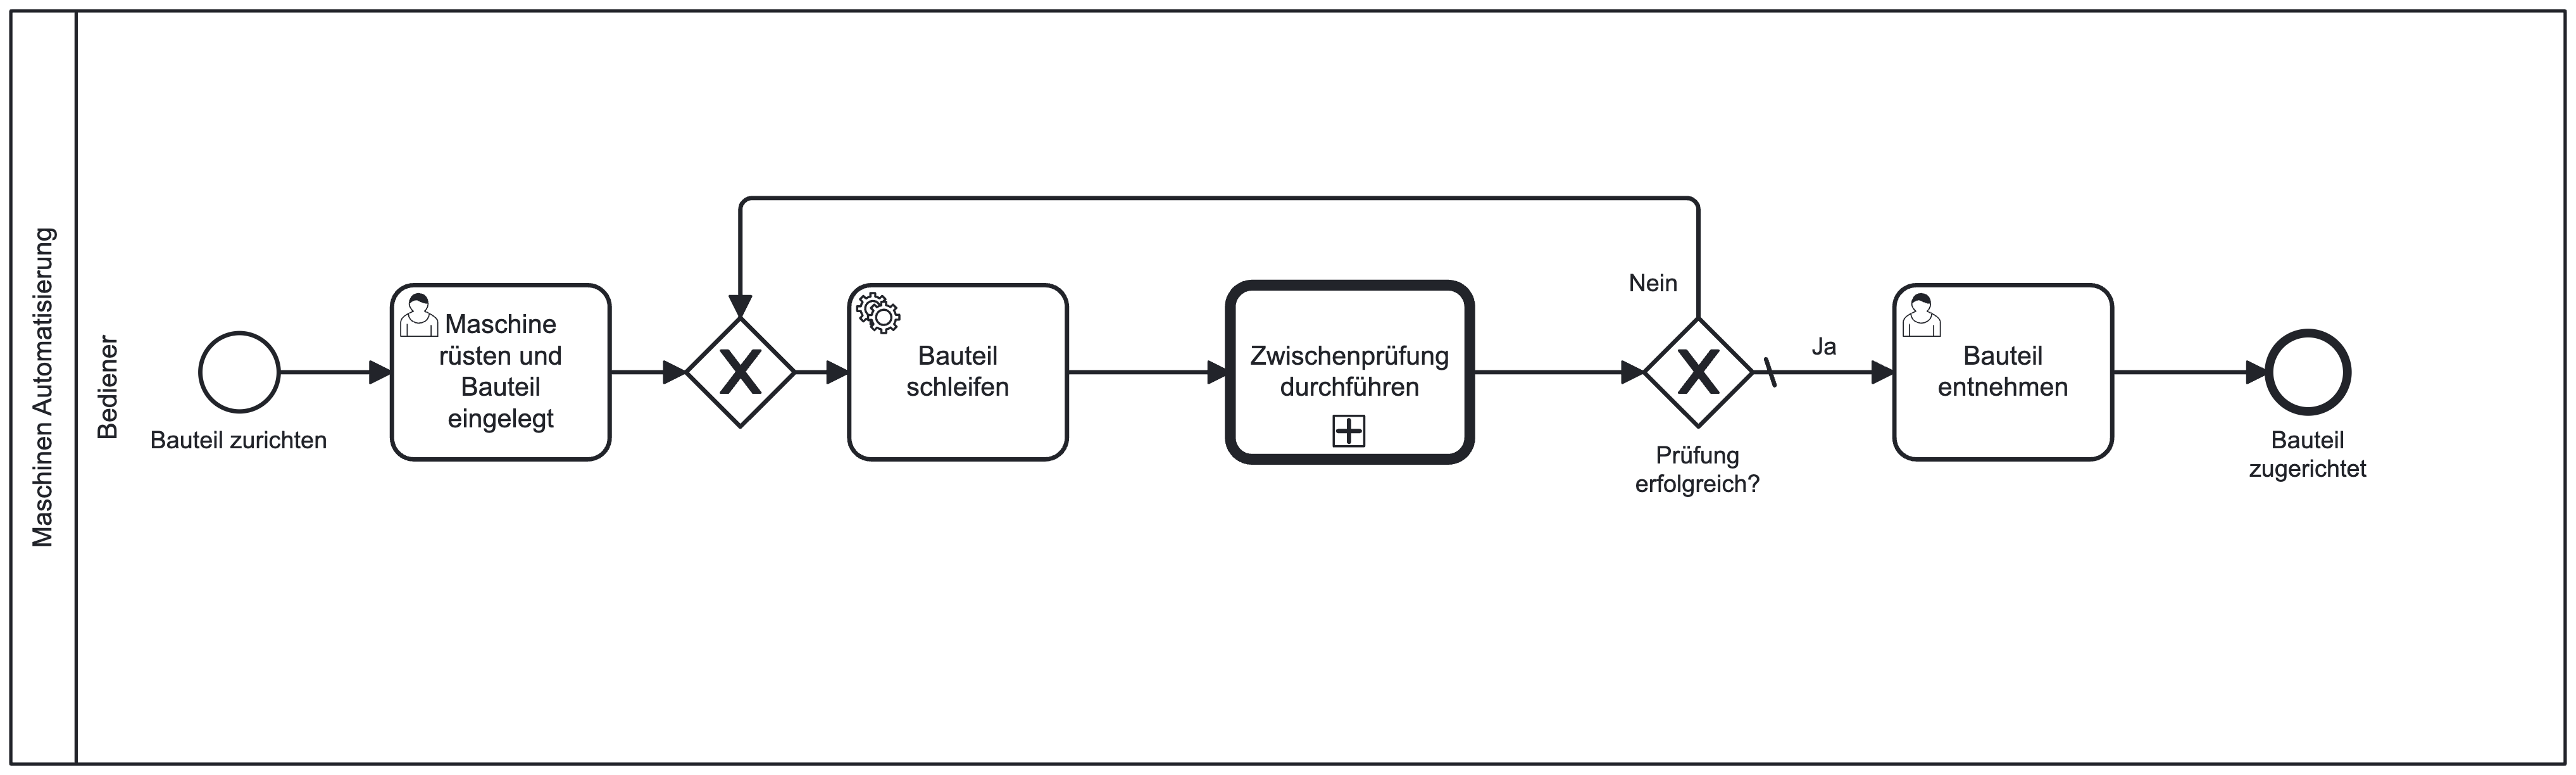 Maschinen Automatisierung
Bediener
Bauteil zurichten
Maschine
rüsten und
Bauteil
eingelegt
Bauteil
schleifen
Zwischenprüfung
durchführen
Nein
Prüfung
erfolgreich?
Ja
Bauteil
entnehmen
Bauteil
zugerichtet